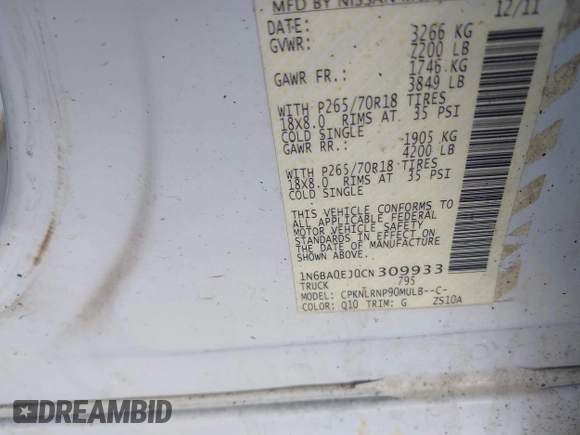 MFD BY NISSAN
DATE: 12/11
GVWR: 3266 KG
7200 LB
GAWR FR.: 1746 KG
3849 LB
WITH P265/70R18 TIRES
18X8.0 RIMS AT 35 PSI
COLD SINGLE
GAWR RR.: 1905 KG
4200 LB
WITH P265/70R18 TIRES
18X8.0 RIMS AT 35 PSI
COLD SINGLE
THIS VEHICLE CONFORMS TO
ALL APPLICABLE FEDERAL
MOTOR VEHICLE SAFETY
STANDARDS IN EFFECT ON
THE DATE OF MANUFACTURE
SHOWN ABOVE.
1N6BA0EJ0CN309933
TRUCK 795
MODEL: CPKNLRNP90MULB--C-
COLOR: Q10 TRIM: G ZS10A
DREAMBID